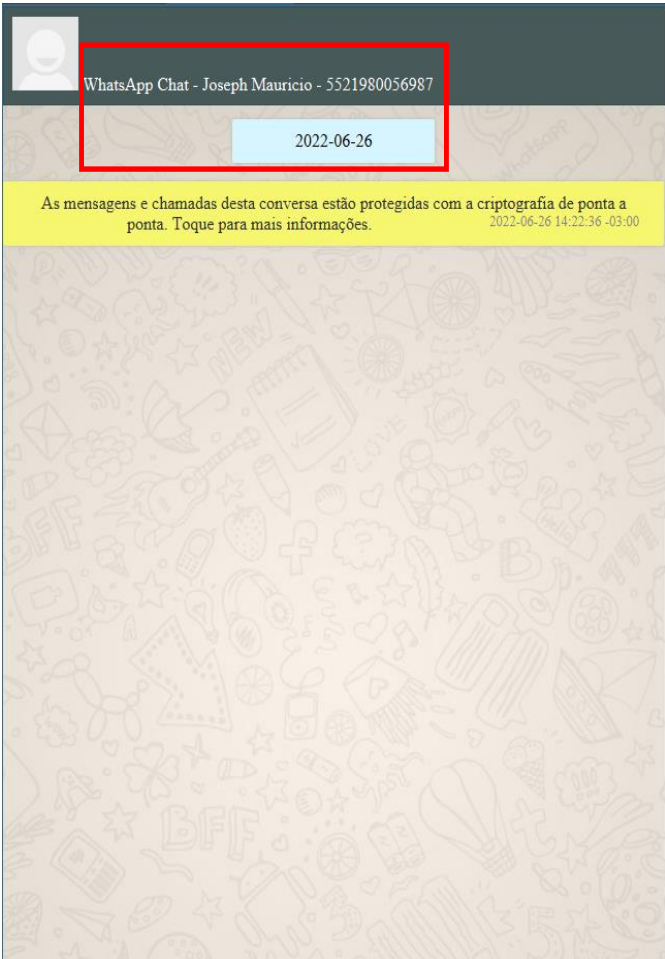 WhatsApp Chat - Joseph Mauricio - 5521980056987
2022-06-26
As mensagens e chamadas desta conversa estão protegidas com a criptografia de ponta a
ponta. Toque para mais informações. 2022-06-26 14:22:36 -03:00